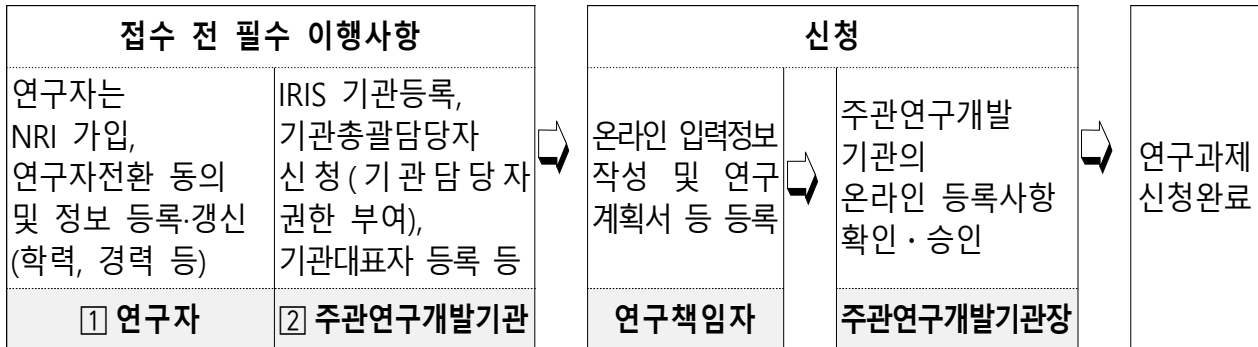 접수 전 필수 이행사항
연구자는
NRI 가입,
연구자전환 동의
및 정보 등록·갱신
(학력, 경력 등)
1 연구자
IRIS 기관등록,
기관총괄담당자
신청(기관담당자
권한 부여),
기관대표자 등록 등
2 주관연구개발기관
신청
온라인 입력정보
작성 및 연구
계획서 등 등록
연구책임자
주관연구개발
기관의
온라인 등록사항
확인·승인
주관연구개발기관장
연구과제
신청완료